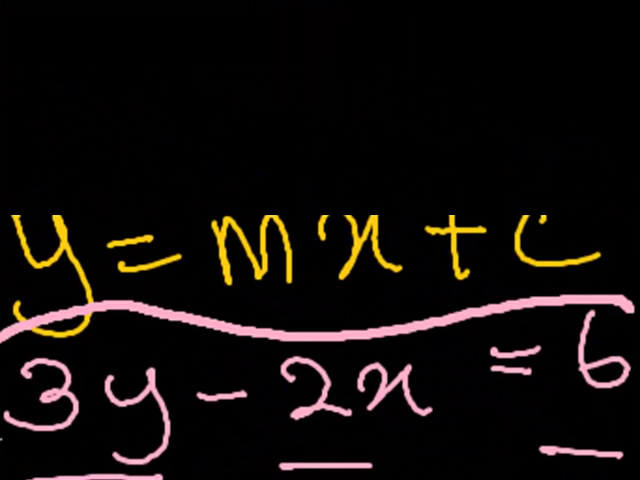 y = mx + c
3y - 2x = 6